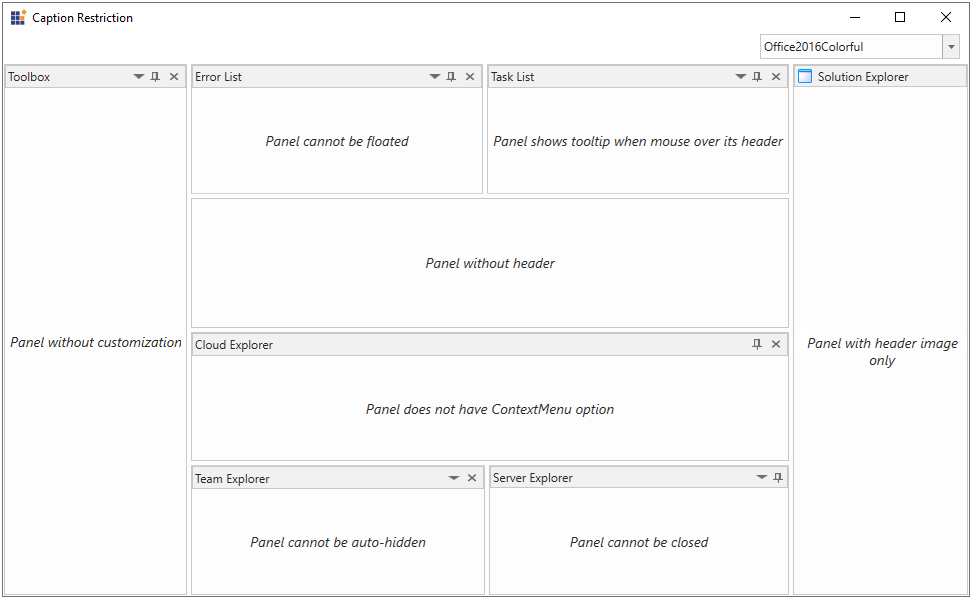 Caption Restriction
Office2016Colorful
Toolbox
Panel without customization
Error List
Panel cannot be floated
Task List
Panel shows tooltip when mouse over its header
Panel without header
Cloud Explorer
Panel does not have ContextMenu option
Team Explorer
Panel cannot be auto-hidden
Server Explorer
Panel cannot be closed
Solution Explorer
Panel with header image
only